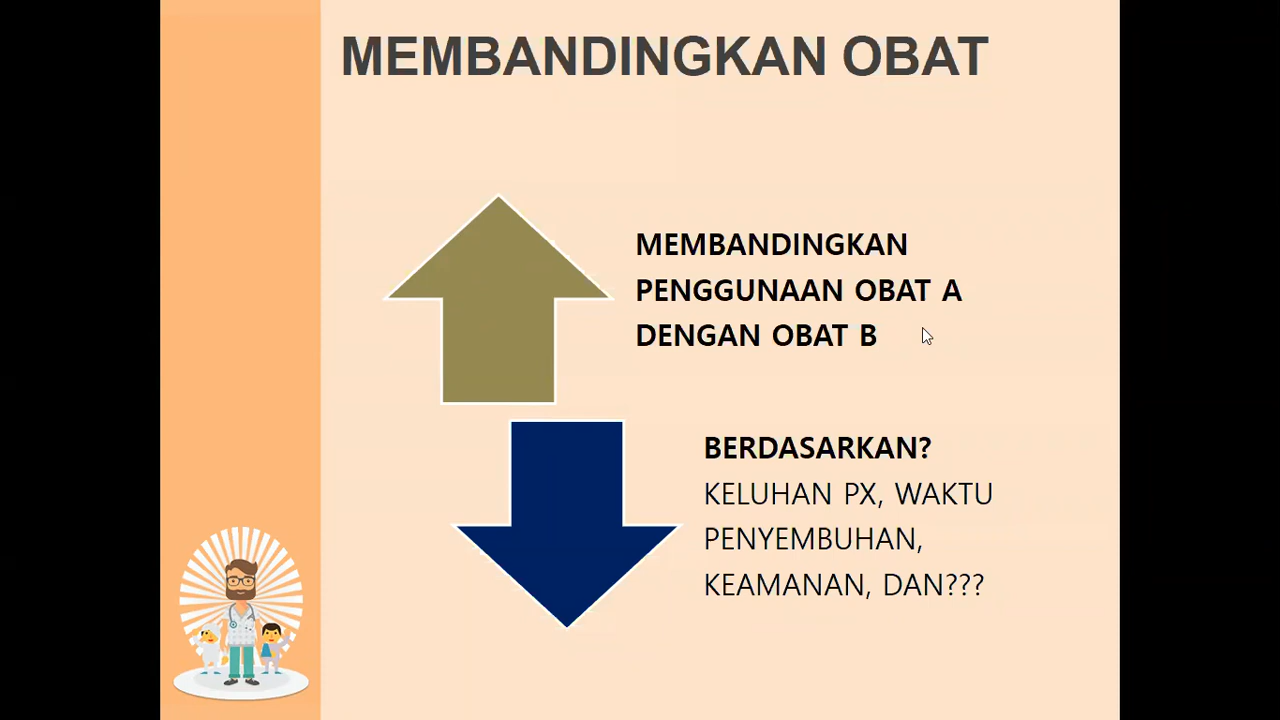 MEMBANDINGKAN OBAT
MEMBANDINGKAN
PENGGUNAAN OBAT A
DENGAN OBAT B
BERDASARKAN?
KELUHAN PX, WAKTU
PENYEMBUHAN,
KEAMANAN, DAN???